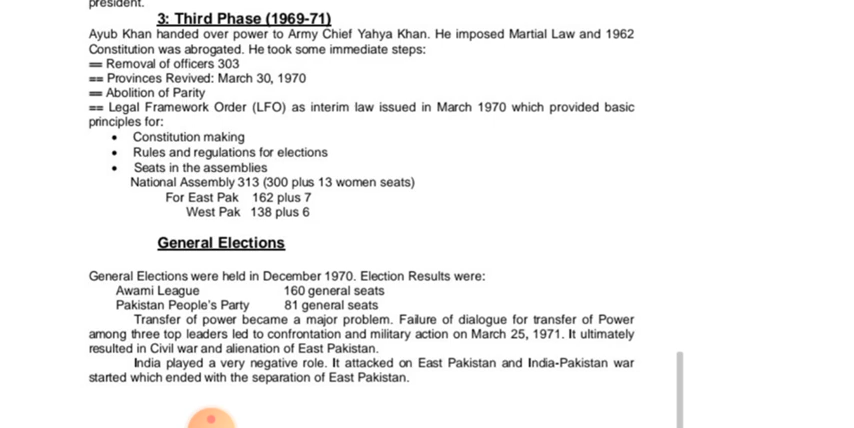 president.
3: Third Phase (1969-71)
Ayub Khan handed over power to Army Chief Yahya Khan. He imposed Martial Law and 1962
Constitution was abrogated. He took some immediate steps:
== Removal of officers 303
== Provinces Revived: March 30, 1970
== Abolition of Parity
== Legal Framework Order (LFO) as interim law issued in March 1970 which provided basic
principles for:
• Constitution making
• Rules and regulations for elections
• Seats in the assemblies
National Assembly 313 (300 plus 13 women seats)
For East Pak 162 plus 7
West Pak 138 plus 6
General Elections
General Elections were held in December 1970. Election Results were:
Awami League 160 general seats
Pakistan People's Party 81 general seats
Transfer of power became a major problem. Failure of dialogue for transfer of Power
among three top leaders led to confrontation and military action on March 25, 1971. It ultimately
resulted in Civil war and alienation of East Pakistan.
India played a very negative role. It attacked on East Pakistan and India-Pakistan war
started which ended with the separation of East Pakistan.